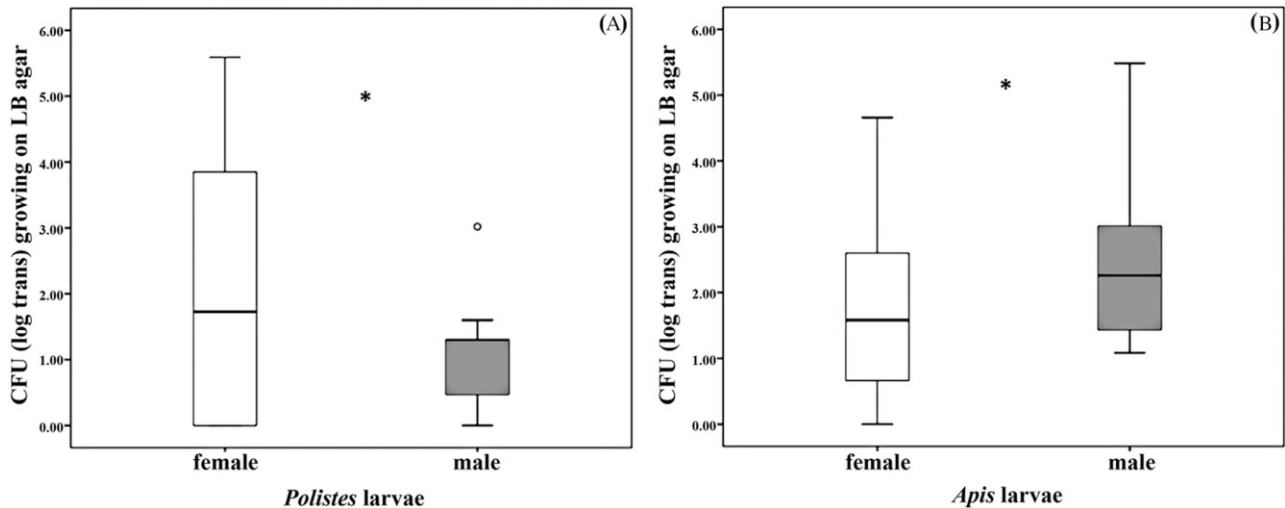 (A)
CFU (log trans) growing on LB agar
6.00
5.00
4.00
3.00
2.00
1.00
0.00
*
female
male
Polistes larvae
(B)
CFU (log trans) growing on LB agar
6.00
5.00
4.00
3.00
2.00
1.00
0.00
*
female
male
Apis larvae